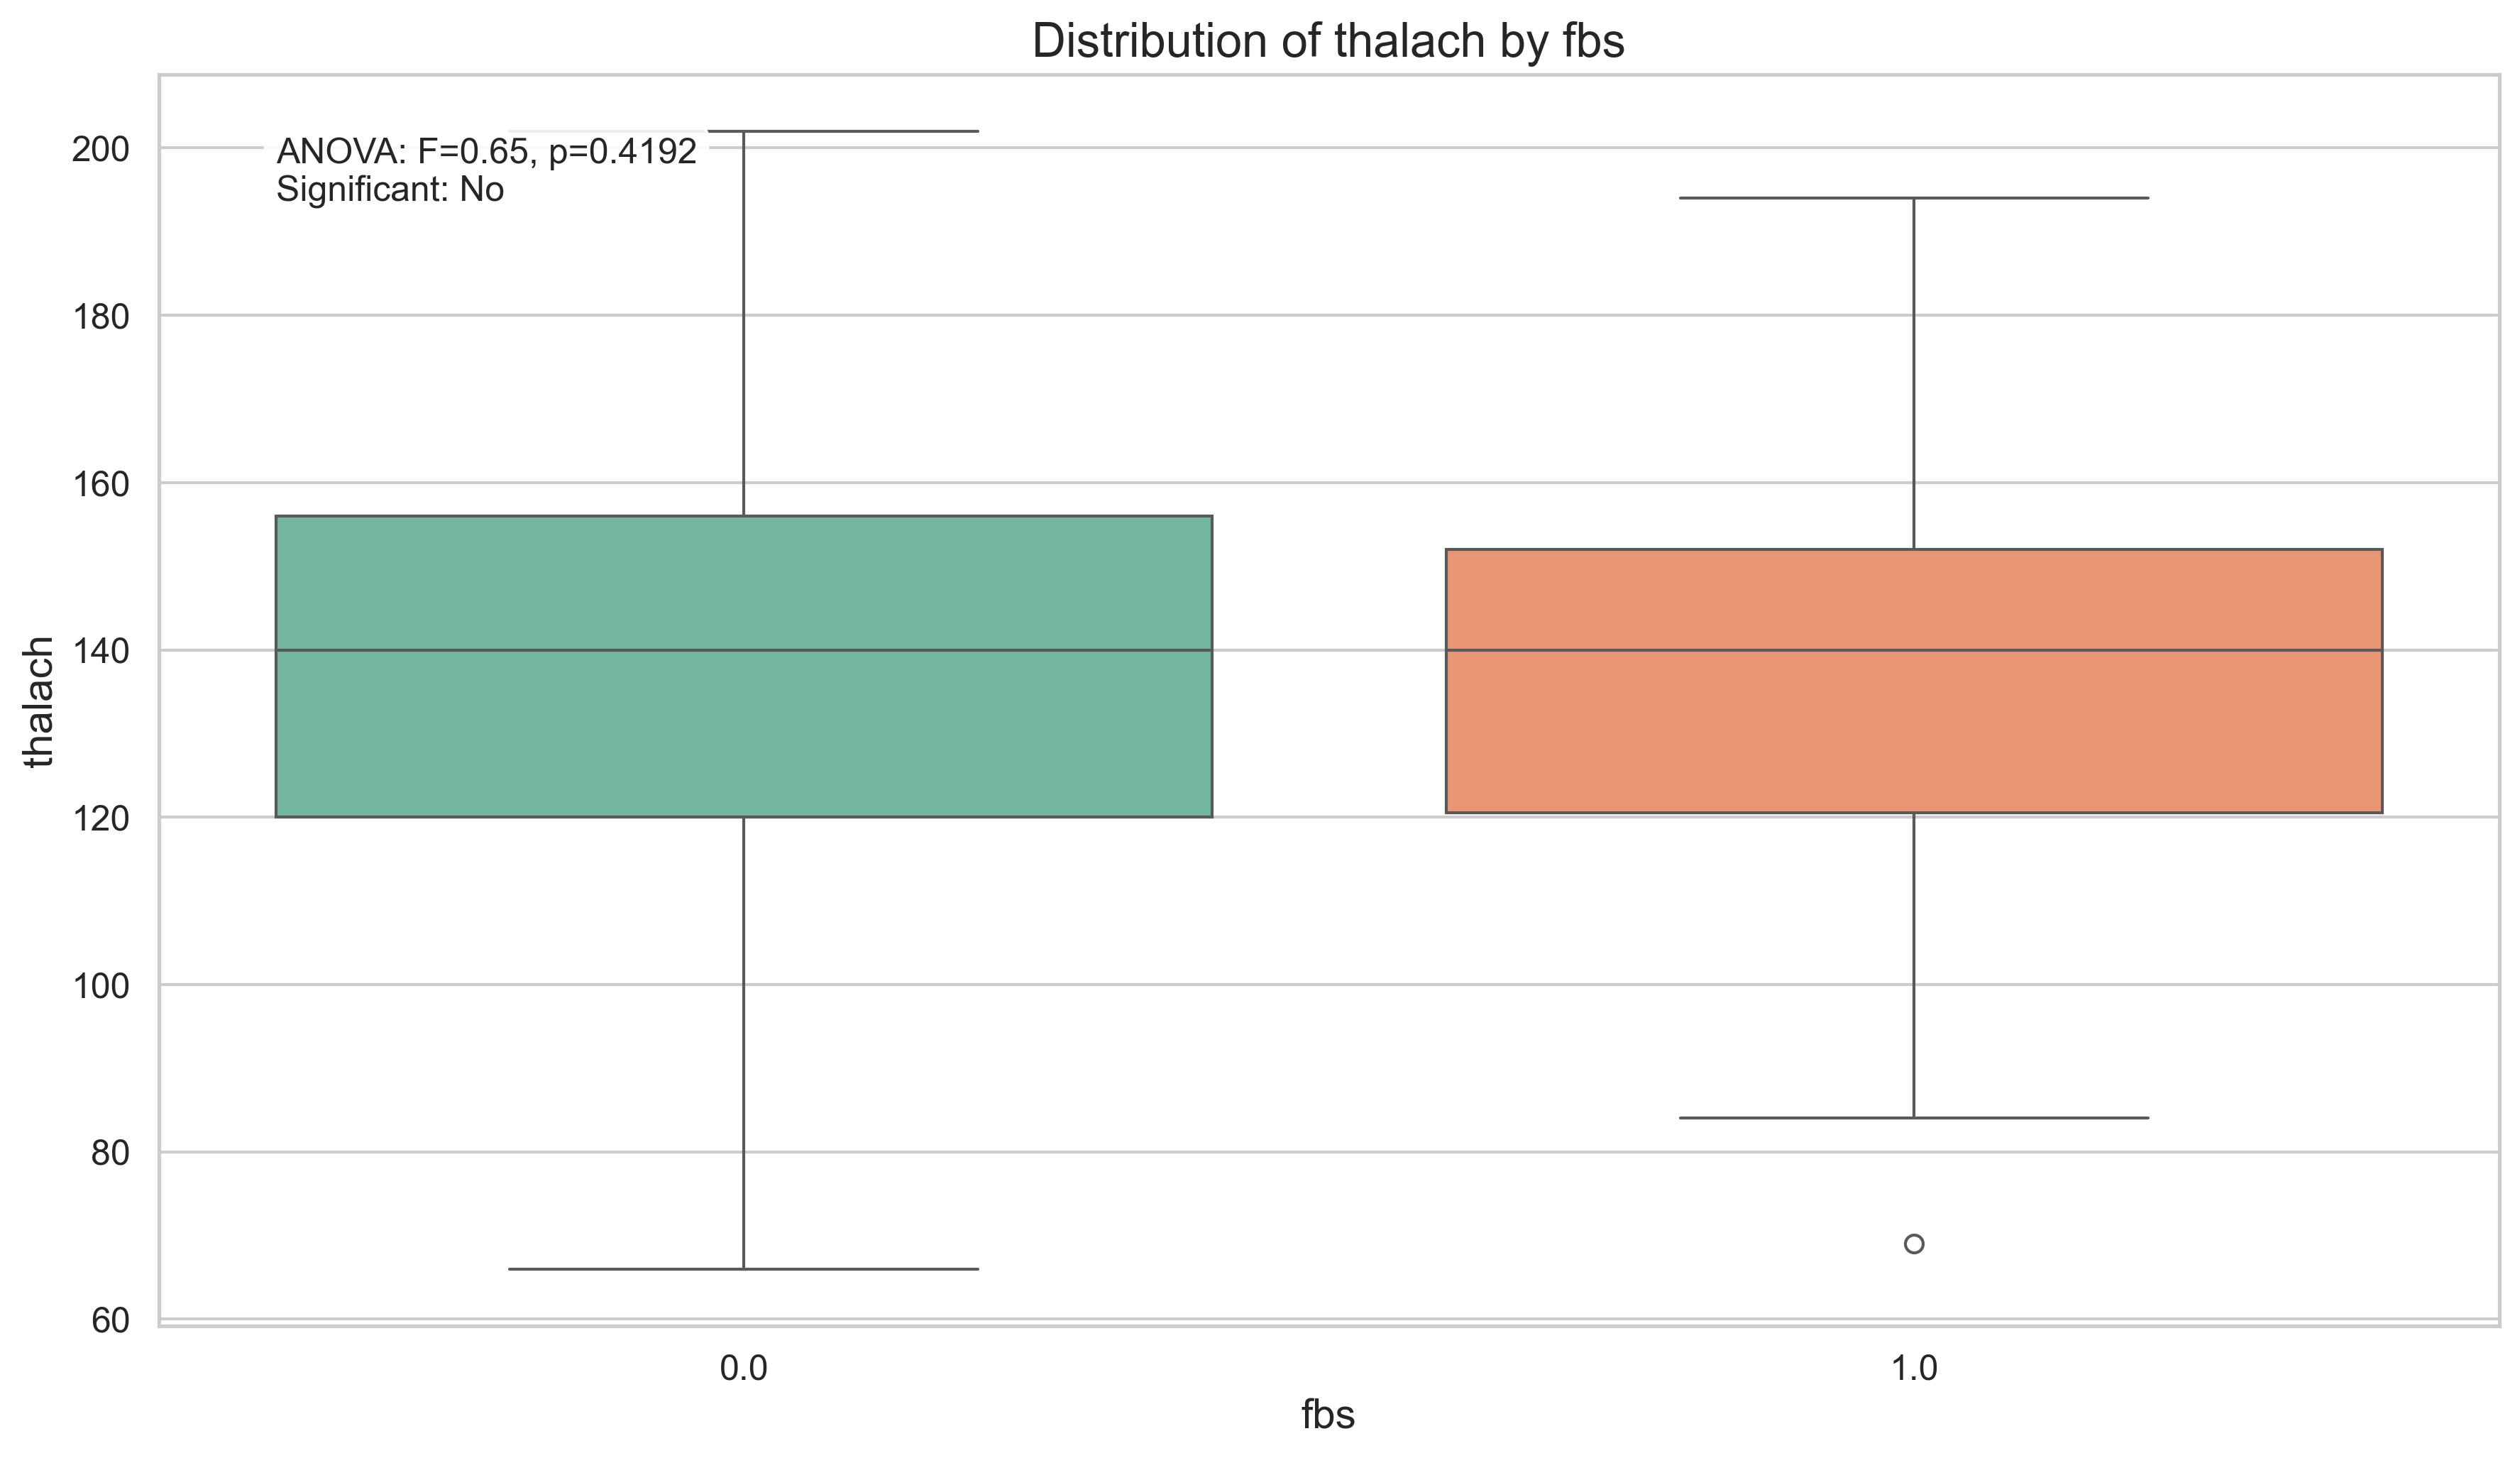 Distribution of thalach by fbs
ANOVA: F=0.65, p=0.4192
Significant: No
200
180
160
140
120
100
80
60
thalach
0.0
1.0
fbs